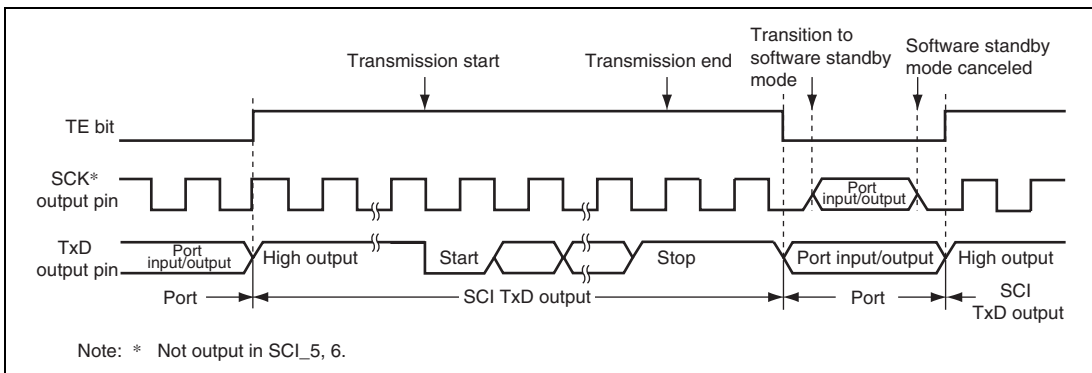 Transition to
software standby
mode
Software standby
mode canceled
Transmission start
Transmission end
TE bit
SCK*
output pin
Port
input/output
TxD
output pin
Port
input/output
High output
Start
Stop
Port input/output
High output
Port
SCI TxD output
Port
SCI
TxD output
Note: * Not output in SCI_5, 6.